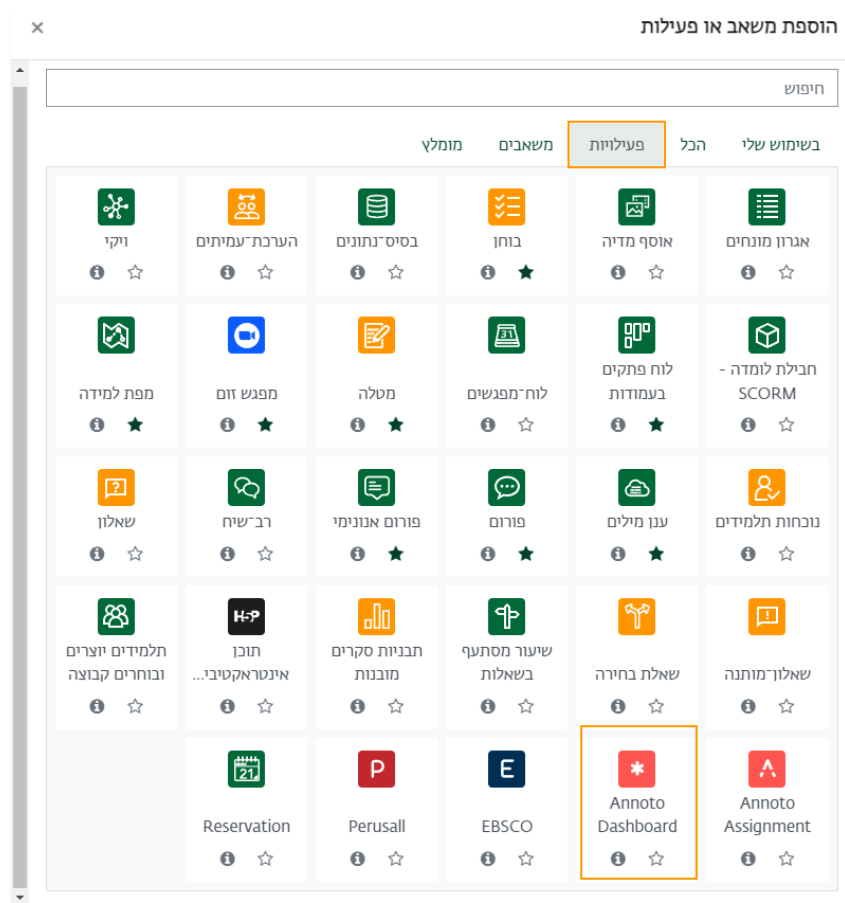 הוספת משאב או פעילות
חיפוש
בשימוש שלי הכל פעילויות משאבים מומלץ
אגרון מונחים
אוסף מדיה
בוחן
בסיס־נתונים
הערכת־עמיתים
ויקי
חבילת לומדה -
SCORM
לוח פתקים
בעמודות
31
לוח־מפגשים
מטלה
מפגש זום
מפת למידה
נוכחות תלמידים
ענן מילים
פורום
פורום אנונימי
רב־שיח
?
שאלון
!
שאלון־מותנה
שאלת בחירה
שיעור מסתעף
בשאלות
תבניות סקרים
מובנות
H-P
תוכן
אינטראקטיבי...
תלמידים יוצרים
ובוחרים קבוצה
Annoto
Assignment
Annoto
Dashboard
E
EBSCO
P
Perusall
21
Reservation